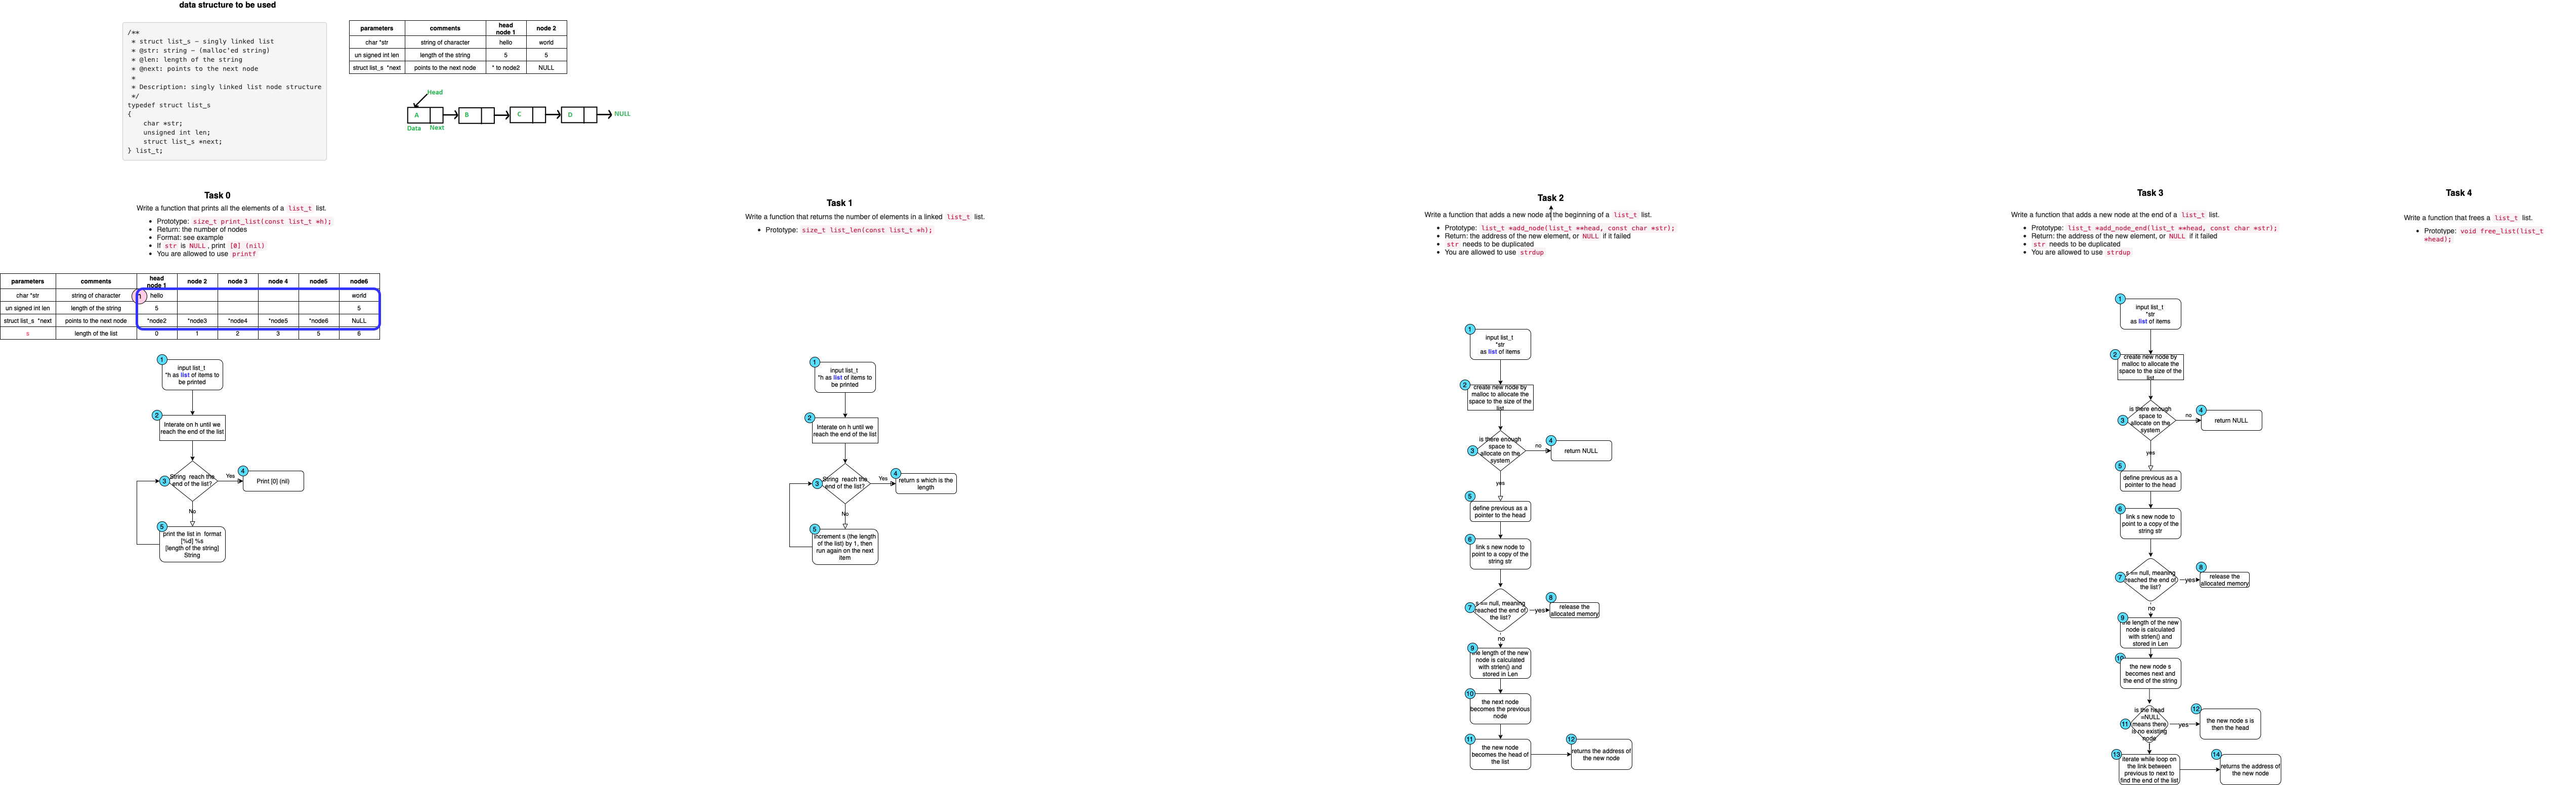 data structure to be used
/**
 * struct list_s - singly linked list
 * @str: string - (malloc'ed string)
 * @len: length of the string
 * @next: points to the next node
 *
 * Description: singly linked list node structure
 */
typedef struct list_s
{
    char *str;
    unsigned int len;
    struct list_s *next;
} list_t;
parameters comments head node 1 node 2
char *str string of character hello world
un signed int len length of the string 5 5
struct list_s *next points to the next node * to node2 NULL
Head
A B C D NULL
Data Next
Task 0
Write a function that prints all the elements of a list_t list.
• Prototype: size_t print_list(const list_t *h);
• Return: the number of nodes
• Format: see example
• If str is NULL, print [0] (nil)
• You are allowed to use printf
parameters comments head node 1 node 2 node 3 node 4 node5 node6
char *str string of character h hello world
un signed int len length of the string 5 5
struct list_s *next points to the next node *node2 *node3 *node4 *node5 *node6 NuLL
s length of the list 0 1 2 3 5 6
1
input list_t
*h as list of items to
be printed
2
Interate on h until we
reach the end of the list
3
String reach the
end of the list?
Yes
4
Print [0] (nil)
No
5
print the list in format
[%d] %s
[length of the string]
String
Task 1
Write a function that returns the number of elements in a linked list_t list.
• Prototype: size_t list_len(const list_t *h);
1
input list_t
*h as list of items to
be printed
2
Interate on h until we
reach the end of the list
3
String reach the
end of the list?
Yes
4
return s which is the
length
No
5
increment s (the length
of the list) by 1, then
run again on the next
item
Task 2
Write a function that adds a new node at the beginning of a list_t list.
• Prototype: list_t *add_node(list_t **head, const char *str);
• Return: the address of the new element, or NULL if it failed
• str needs to be duplicated
• You are allowed to use strdup
1
input list_t
*str
as list of items
2
create new node by
malloc to allocate the
space to the size of the
list
3
is there enough
space to
allocate on the
system
no
4
return NULL
yes
5
define previous as a
pointer to the head
6
link s new node to
point to a copy of the
string str
7
s == null, meaning
reached the end of
the list?
yes
8
release the
allocated memory
no
9
the length of the new
node is calculated
with strlen() and
stored in Len
10
the next node
becomes the previous
node
11
the new node
becomes the head of
the list
12
returns the address of
the new node
Task 3
Write a function that adds a new node at the end of a list_t list.
• Prototype: list_t *add_node_end(list_t **head, const char *str);
• Return: the address of the new element, or NULL if it failed
• str needs to be duplicated
• You are allowed to use strdup
1
input list_t
*str
as list of items
2
create new node by
malloc to allocate the
space to the size of the
list
3
is there enough
space to
allocate on the
system
no
4
return NULL
yes
5
define previous as a
pointer to the head
6
link s new node to
point to a copy of the
string str
7
s == null, meaning
reached the end of
the list?
yes
8
release the
allocated memory
no
9
the length of the new
node is calculated
with strlen() and
stored in Len
10
the new node s
becomes next and
the end of the string
11
is the head
=NULL
means there
is no existing
node
yes
12
the new node s is
then the head
13
iterate while loop on
the link between
previous to next to
find the end of the list
14
returns the address of
the new node
Task 4
Write a function that frees a list_t list.
• Prototype: void free_list(list_t
*head);